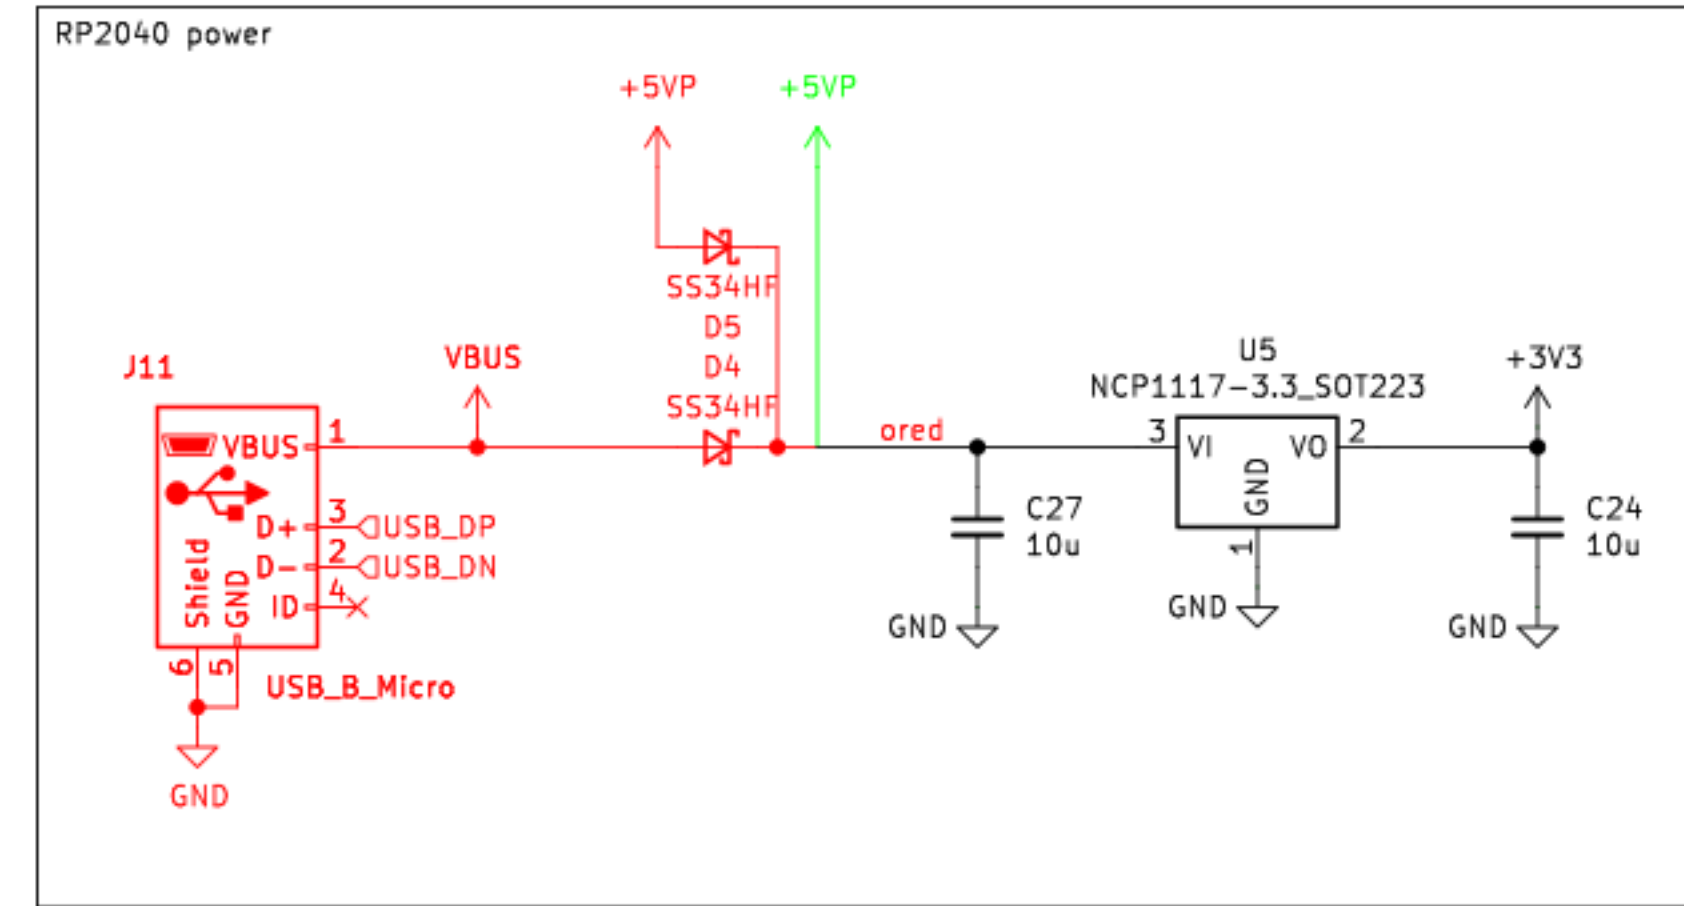 RP2040 power
+5VP
+5VP
SS34HF
D5
D4
SS34HF
J11
VBUS
ored
U5
NCP1117-3.3_SOT223
+3V3
VBUS
1
D+
3
USB_DP
D-
2
USB_DN
ID
4
Shield
GND
6
5
USB_B_Micro
GND
C27
10u
GND
3
VI
VO
2
GND
1
GND
C24
10u
GND